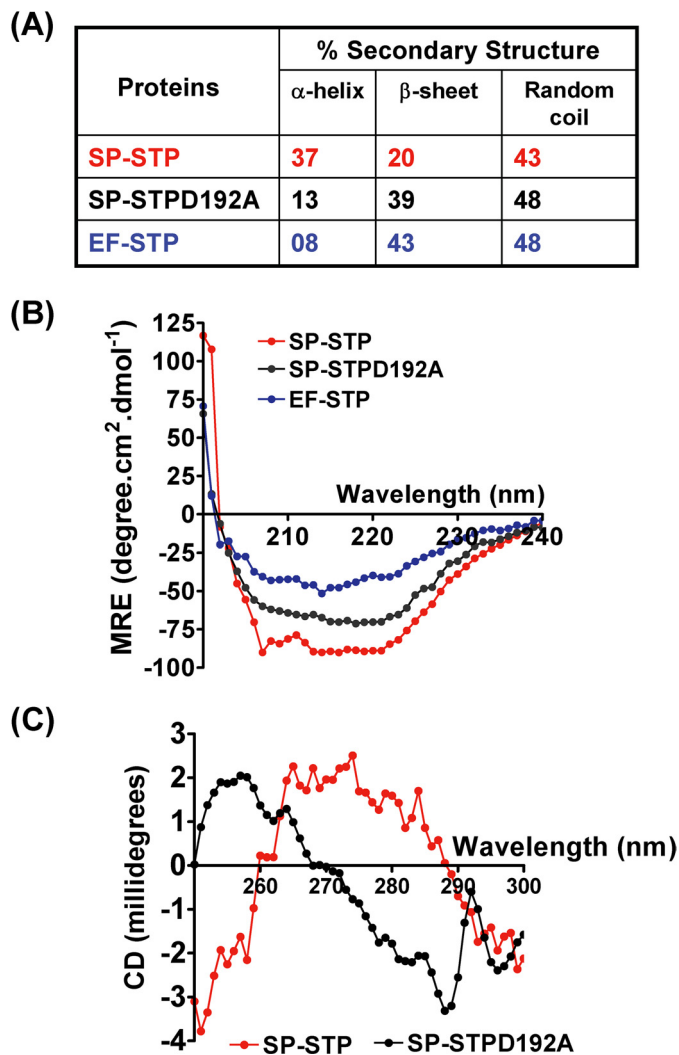 (A)
% Secondary Structure
Proteins
α-helix
β-sheet
Random
coil
SP-STP 37 20 43
SP-STPD192A 13 39 48
EF-STP 08 43 48
(B)
125
100
75
50
25
0
-25
-50
-75
-100
MRE (degree.cm².dmol⁻¹)
SP-STP
SP-STPD192A
EF-STP
Wavelength (nm)
210 220 230 240
(C)
3
2
1
0
-1
-2
-3
-4
CD (millidegrees)
Wavelength (nm)
260 270 280 290 300
SP-STP SP-STPD192A